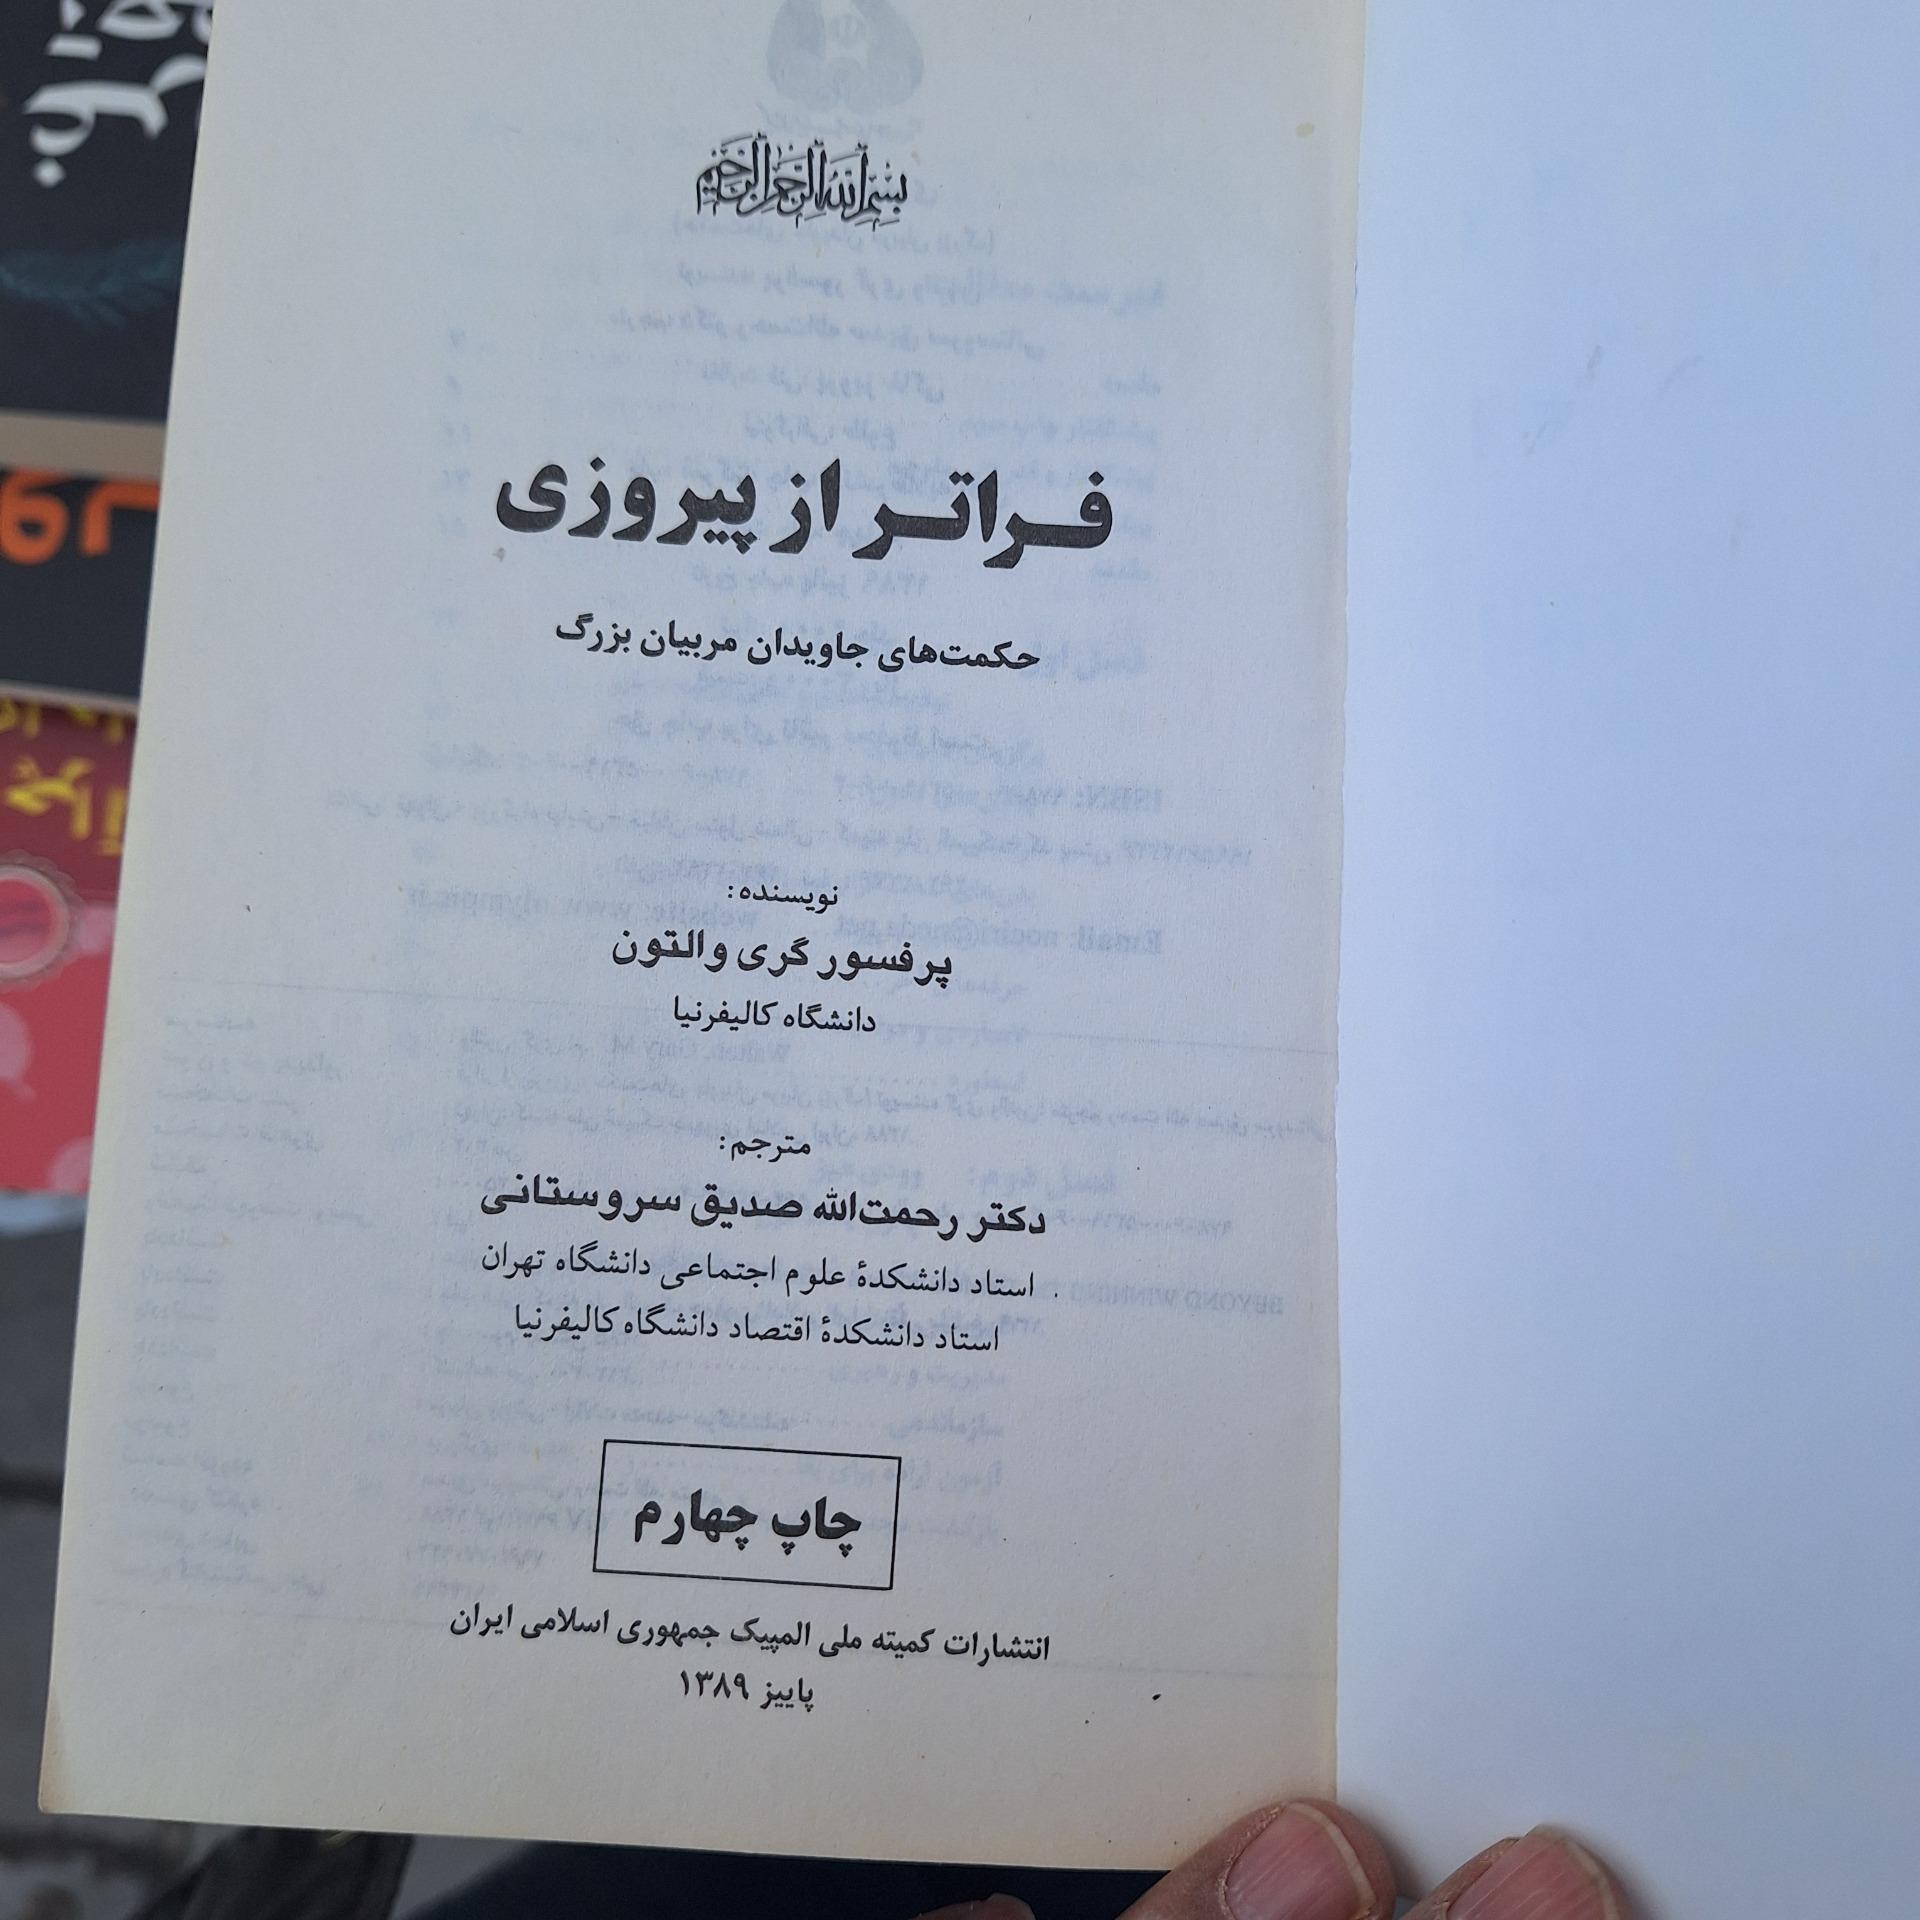 بسم الله الرحمن الرحیم
فراتر از پیروزی
حکمت‌های جاویدان مربیان بزرگ
نویسنده:
پرفسور گری والتون
دانشگاه کالیفرنیا
مترجم:
دکتر رحمت‌الله صدیق سروستانی
استاد دانشکدهٔ علوم اجتماعی دانشگاه تهران
استاد دانشکدهٔ اقتصاد دانشگاه کالیفرنیا
چاپ چهارم
انتشارات کمیته ملی المپیک جمهوری اسلامی ایران
پاییز ۱۳۸۹